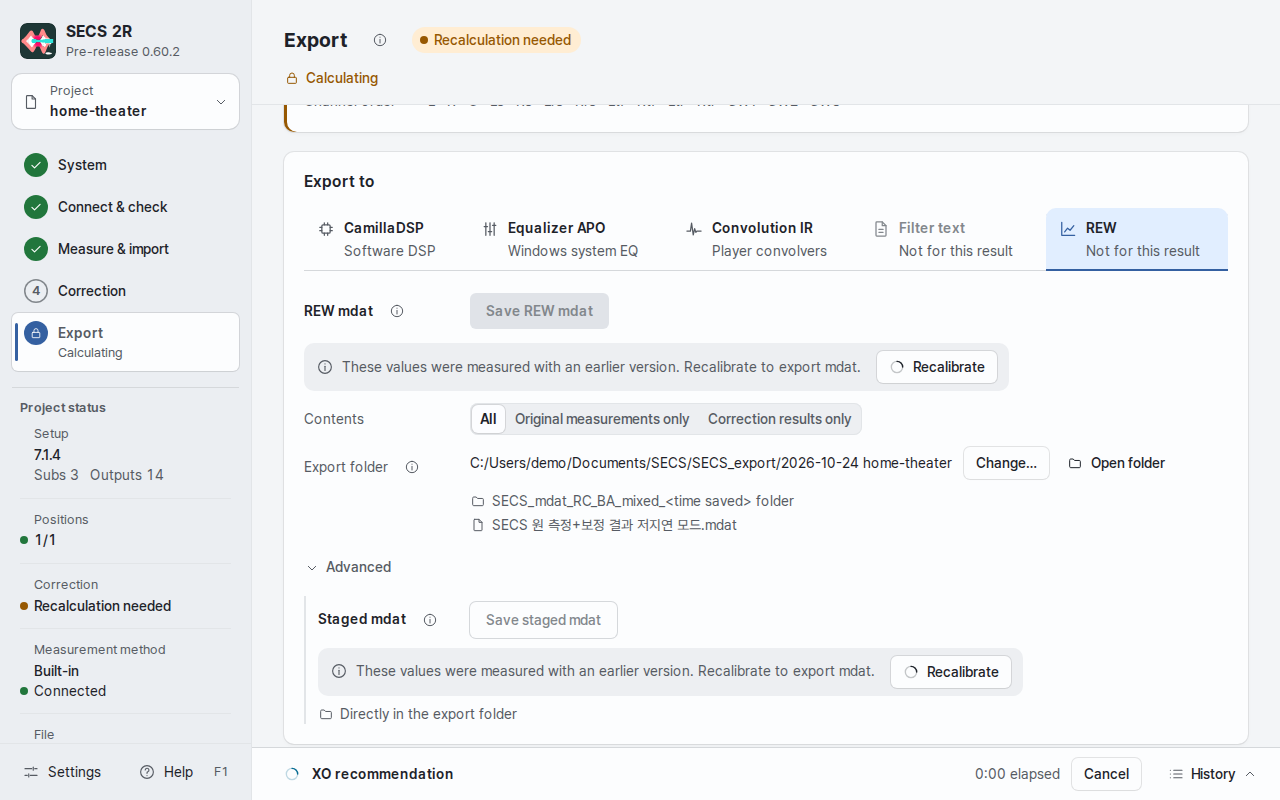 SECS 2R
Pre-release 0.60.2
Project
home-theater
System
Connect & check
Measure & import
4 Correction
Export
Calculating
Project status
Setup
7.1.4
Subs 3 Outputs 14
Positions
1/1
Correction
Recalculation needed
Measurement method
Built-in
Connected
File
Settings
Help F1
Export
Recalculation needed
Calculating
Export to
CamillaDSP
Software DSP
Equalizer APO
Windows system EQ
Convolution IR
Player convolvers
Filter text
Not for this result
REW
Not for this result
REW mdat
Save REW mdat
These values were measured with an earlier version. Recalibrate to export mdat.
Recalibrate
Contents
All Original measurements only Correction results only
Export folder
C:/Users/demo/Documents/SECS/SECS_export/2026-10-24 home-theater
Change...
Open folder
SECS_mdat_RC_BA_mixed_<time saved> folder
SECS 원 측정+보정 결과 저지연 모드.mdat
Advanced
Staged mdat
Save staged mdat
These values were measured with an earlier version. Recalibrate to export mdat.
Recalibrate
Directly in the export folder
XO recommendation
0:00 elapsed
Cancel
History